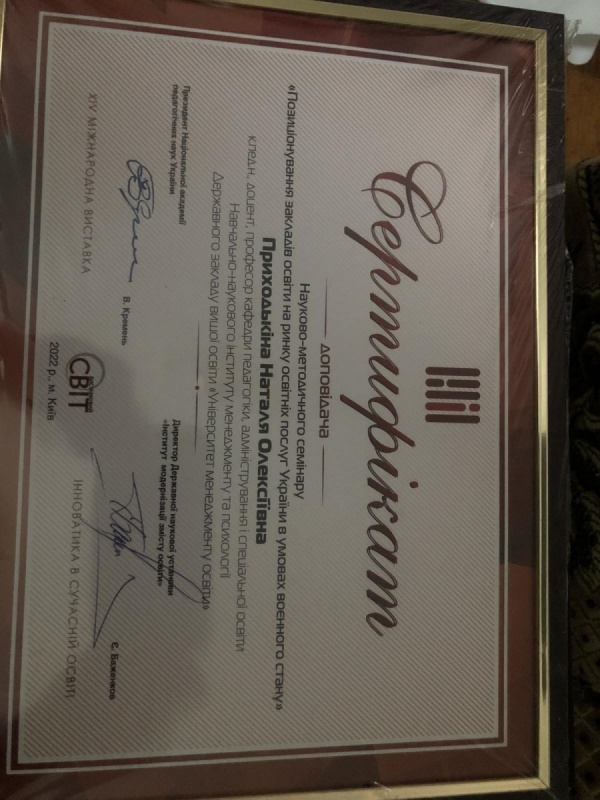 Сертифікат
доповідача
Науково-методичного семінару
«Позиціонування закладів освіти на ринку освітніх послуг України в умовах воєнного стану»
Приходькіна Наталя Олексіївна
к.пед.н., доцент, професор кафедри педагогіки, адміністрування і спеціальної освіти
Навчально-наукового інституту менеджменту та психології
Державного закладу вищої освіти «Університет менеджменту освіти»
Президент Національної академії
педагогічних наук України
В. Кремень
Директор Державної наукової установи
«Інститут модернізації змісту освіти»
Є. Баженков
XIV МІЖНАРОДНА ВИСТАВКА
СВІТ
ІННОВАТИКА В СУЧАСНІЙ ОСВІТІ
2022 р., м. Київ